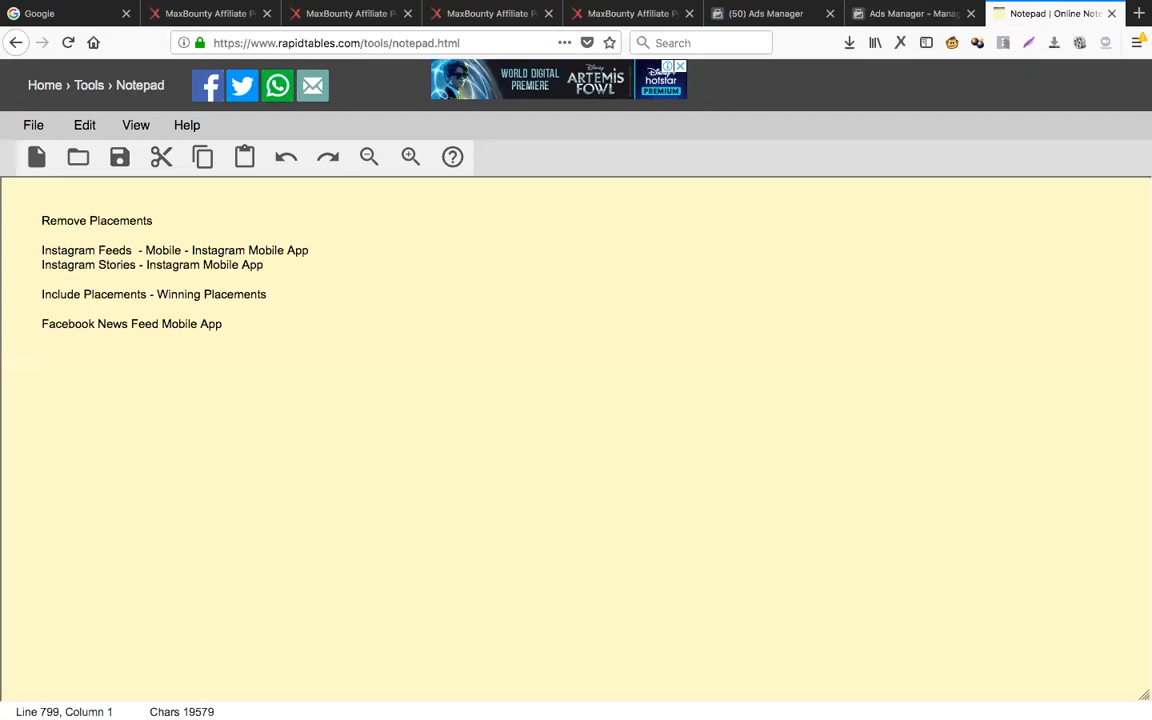 Google
MaxBounty Affiliate P
MaxBounty Affiliate P
MaxBounty Affiliate P
MaxBounty Affiliate P
(50) Ads Manager
Ads Manager - Mana
Notepad | Online Note
https://www.rapidtables.com/tools/notepad.html
Search
Home › Tools › Notepad
WORLD DIGITAL
PREMIERE
Disney
ARTEMIS
FOWL
Disney+
hotstar
PREMIUM
File Edit View Help
Remove Placements
Instagram Feeds  - Mobile - Instagram Mobile App
Instagram Stories - Instagram Mobile App
Include Placements - Winning Placements
Facebook News Feed Mobile App
Line 799, Column 1 Chars 19579